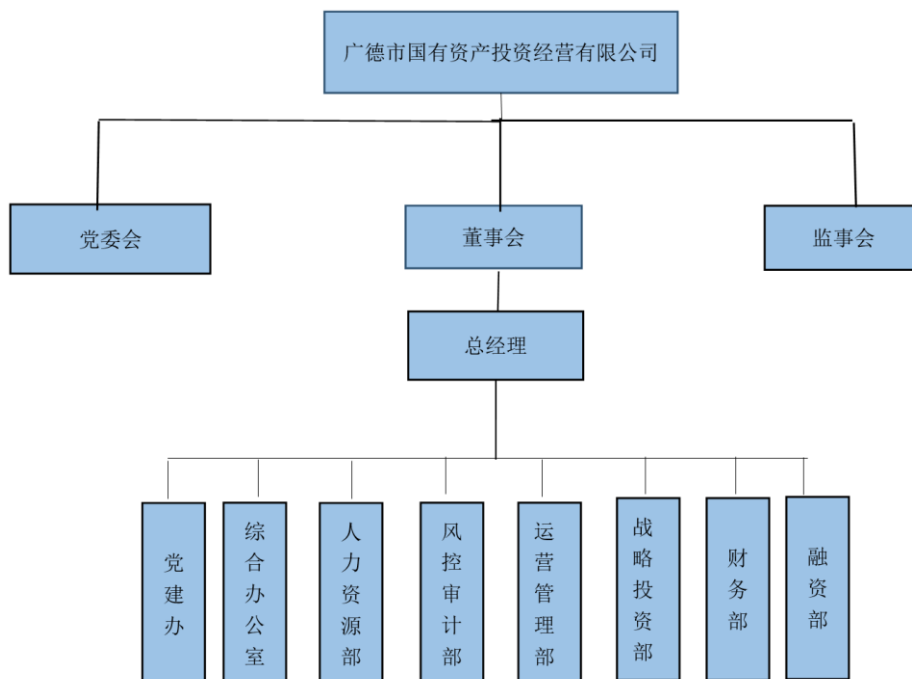 广德市国有资产投资经营有限公司
党委会
董事会
监事会
总经理
党建办
综合办公室
人力资源部
风控审计部
运营管理部
战略投资部
财务部
融资部